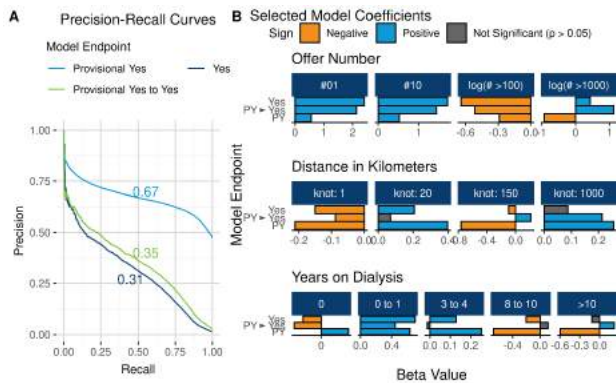 A
Precision-Recall Curves
Model Endpoint
Provisional Yes
Yes
Provisional Yes to Yes
1.00
0.75
0.50
0.25
0.00
Precision
0.67
0.35
0.31
0.00 0.25 0.50 0.75 1.00
Recall
B Selected Model Coefficients
Sign Negative Positive Not Significant (p > 0.05)
Model Endpoint
Offer Number
#01 #10 log(# >100) log(# >1000)
Yes
PY ► Yes
PY
0 1 2 0 1 2 -0.6 -0.3 0.0 -1 0 1
Distance in Kilometers
knot: 1 knot: 20 knot: 150 knot: 1000
Yes
PY ► Yes
PY
-0.2 -0.1 0.0 0.0 0.1 0.2 0.3 -0.8 -0.4 0.0 0.0 0.1 0.2
Years on Dialysis
0 0 to 1 3 to 4 8 to 10 >10
Yes
PY ► Yes
PY
0 0.0 0.2 0.4 0.0 0.2 -0.4 0.0 -0.6 0.0
Beta Value